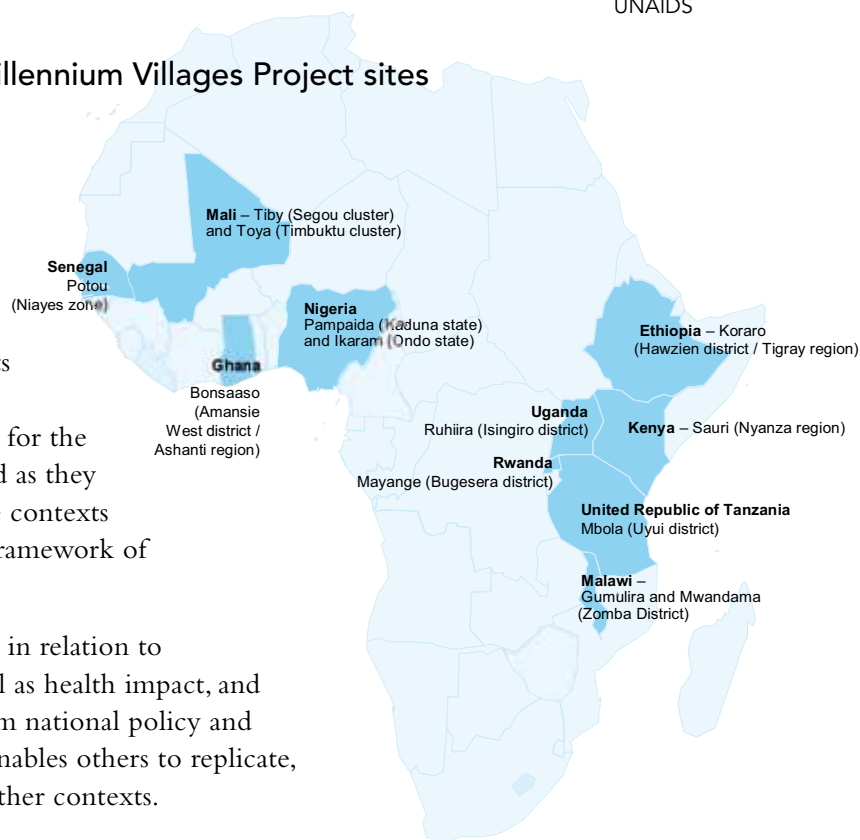 UNAIDS
illennium Villages Project sites
Mali – Tiby (Segou cluster)
and Toya (Timbuktu cluster)
Senegal
Potou
(Niayes zone)
Nigeria
Pampaida (Kaduna state)
and Ikaram (Ondo state)
Ghana
Bonsaaso
(Amansie
West district /
Ashanti region)
Ethiopia – Koraro
(Hawzien district / Tigray region)
Uganda
Ruhiira (Isingiro district)
Kenya – Sauri (Nyanza region)
Rwanda
Mayange (Bugesera district)
United Republic of Tanzania
Mbola (Uyui district)
Malawi –
Gumulira and Mwandama
(Zomba District)
ts
for the
d as they
contexts
ramework of
in relation to
l as health impact, and
m national policy and
nables others to replicate,
ther contexts.